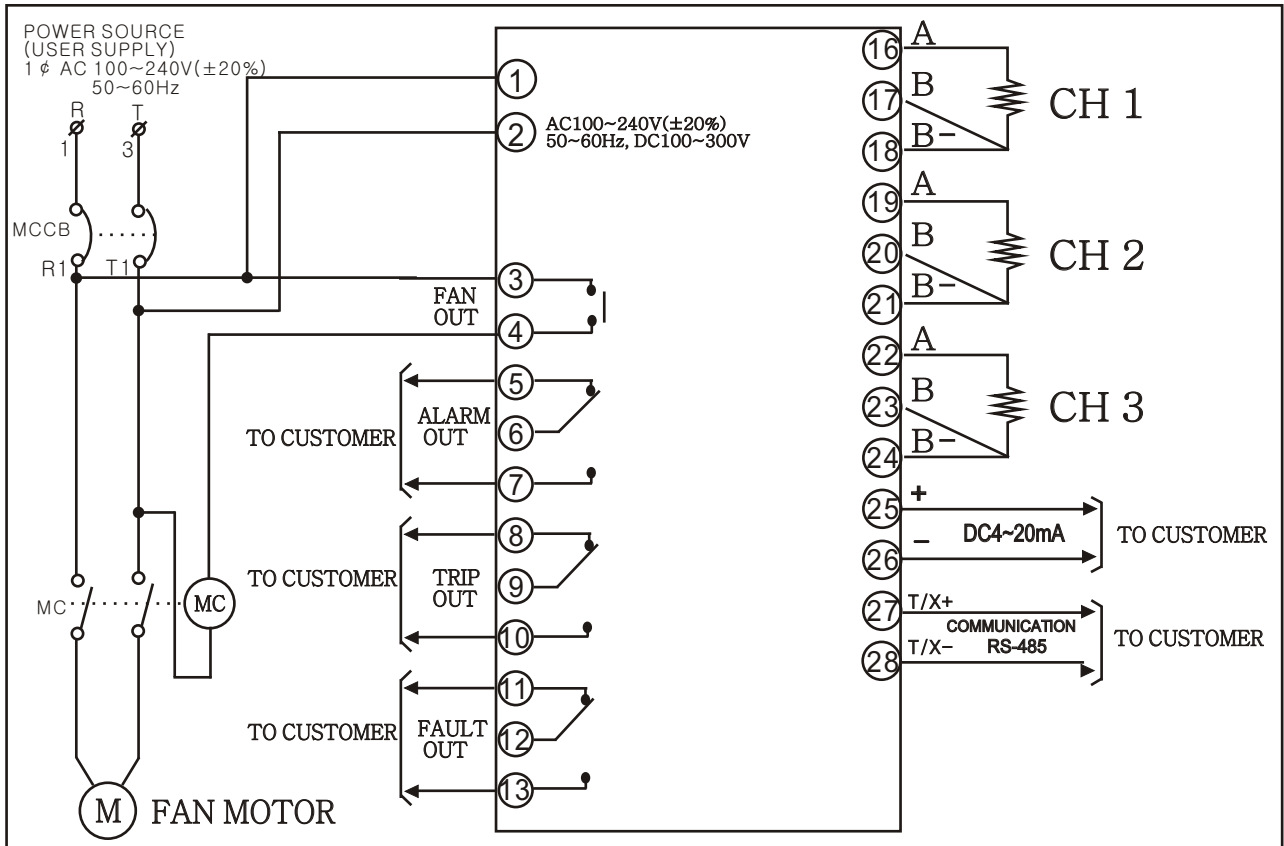 POWER SOURCE
(USER SUPPLY)
1 ¢ AC 100~240V(±20%)
50~60Hz
R
T
1
3
MCCB
R1
T1
MC
MC
M
FAN MOTOR
1
2
AC100~240V(±20%)
50~60Hz, DC100~300V
3
FAN
OUT
4
5
ALARM
OUT
6
7
TO CUSTOMER
8
TRIP
OUT
9
10
TO CUSTOMER
11
FAULT
OUT
12
13
TO CUSTOMER
16
A
17
B
18
B-
CH 1
19
A
20
B
21
B-
CH 2
22
A
23
B
24
B-
CH 3
25
+
DC4~20mA
26
−
TO CUSTOMER
27
T/X+
COMMUNICATION
RS-485
28
T/X-
TO CUSTOMER